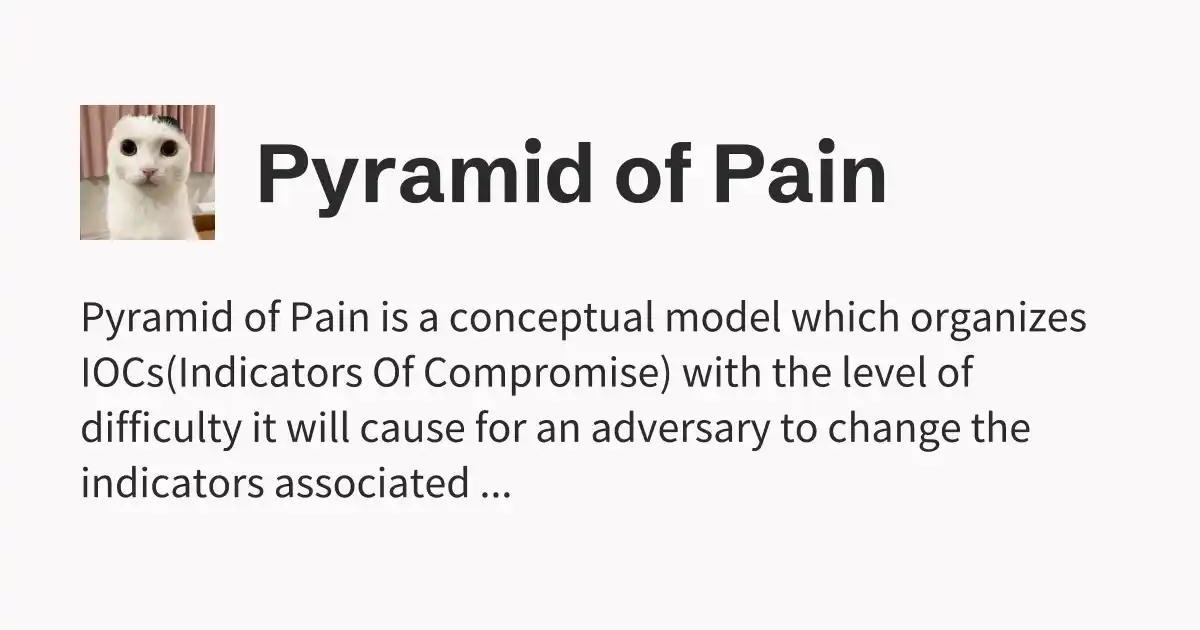 Pyramid of Pain
Pyramid of Pain is a conceptual model which organizes
IOCs(Indicators Of Compromise) with the level of
difficulty it will cause for an adversary to change the
indicators associated ...